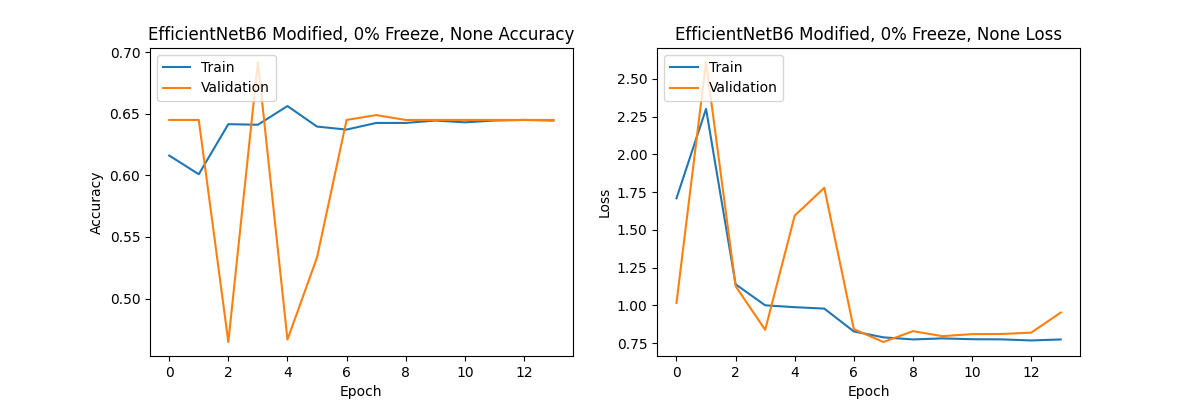 EfficientNetB6 Modified, 0% Freeze, None Accuracy
0.70
0.65
0.60
0.55
0.50
Accuracy
Train
Validation
0
2
4
6
8
10
12
Epoch
EfficientNetB6 Modified, 0% Freeze, None Loss
2.50
2.25
2.00
1.75
1.50
1.25
1.00
0.75
Loss
Train
Validation
0
2
4
6
8
10
12
Epoch